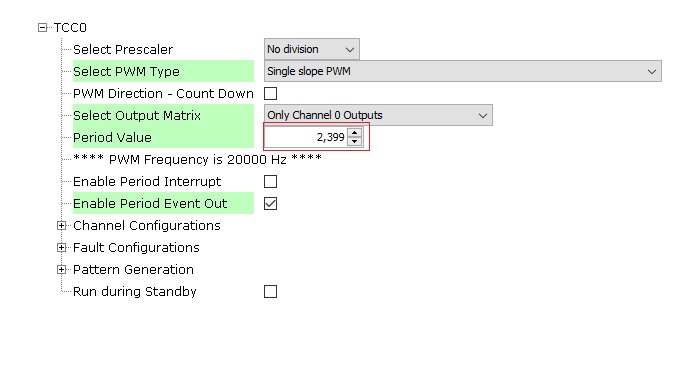 TCC0
Select Prescaler No division
Select PWM Type Single slope PWM
PWM Direction - Count Down
Select Output Matrix Only Channel 0 Outputs
Period Value 2,399
**** PWM Frequency is 20000 Hz ****
Enable Period Interrupt
Enable Period Event Out
Channel Configurations
Fault Configurations
Pattern Generation
Run during Standby